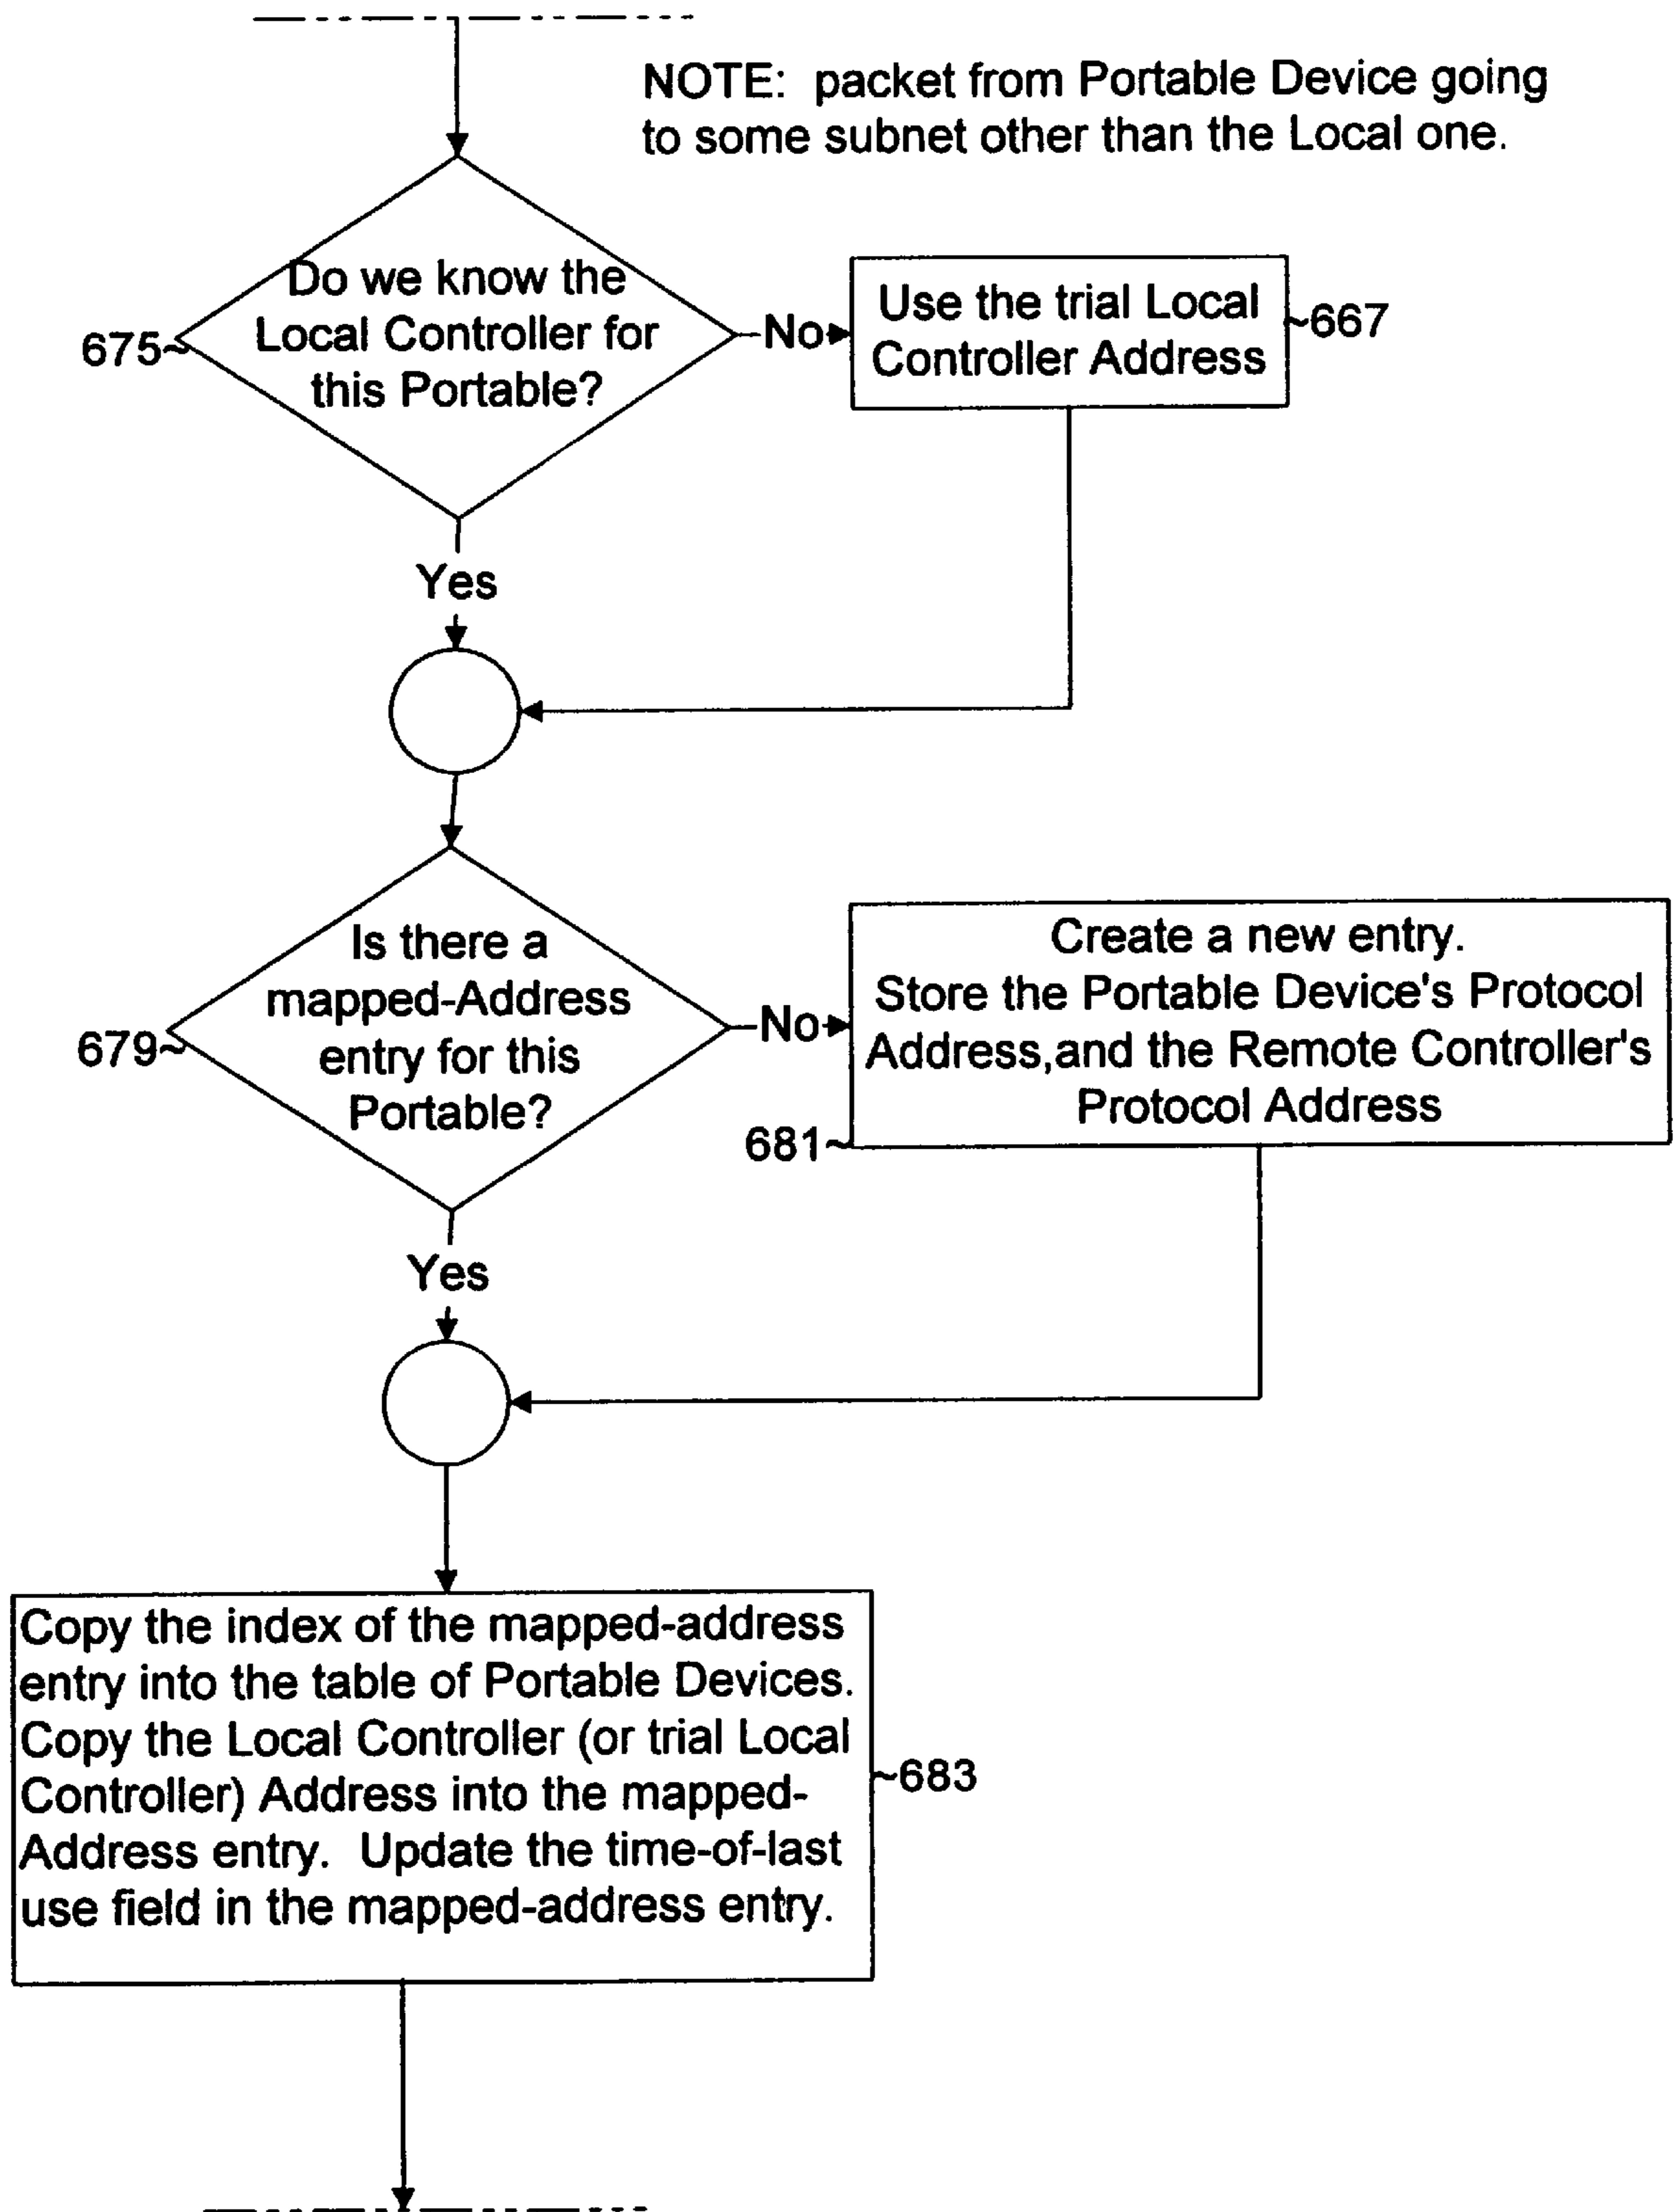 NOTE:  packet from Portable Device going
to some subnet other than the Local one.
Do we know the
Local Controller for
this Portable?
675~
No
Use the trial Local
Controller Address
~667
Yes
Is there a
mapped-Address
entry for this
Portable?
679~
No
Create a new entry.
Store the Portable Device's Protocol
Address,and the Remote Controller's
Protocol Address
681~
Yes
Copy the index of the mapped-address
entry into the table of Portable Devices.
Copy the Local Controller (or trial Local
Controller) Address into the mapped-
Address entry.  Update the time-of-last
use field in the mapped-address entry.
~683